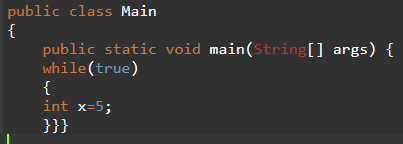 public class Main
{
    public static void main(String[] args) {
    while(true)
    {
    int x=5;
    }}}